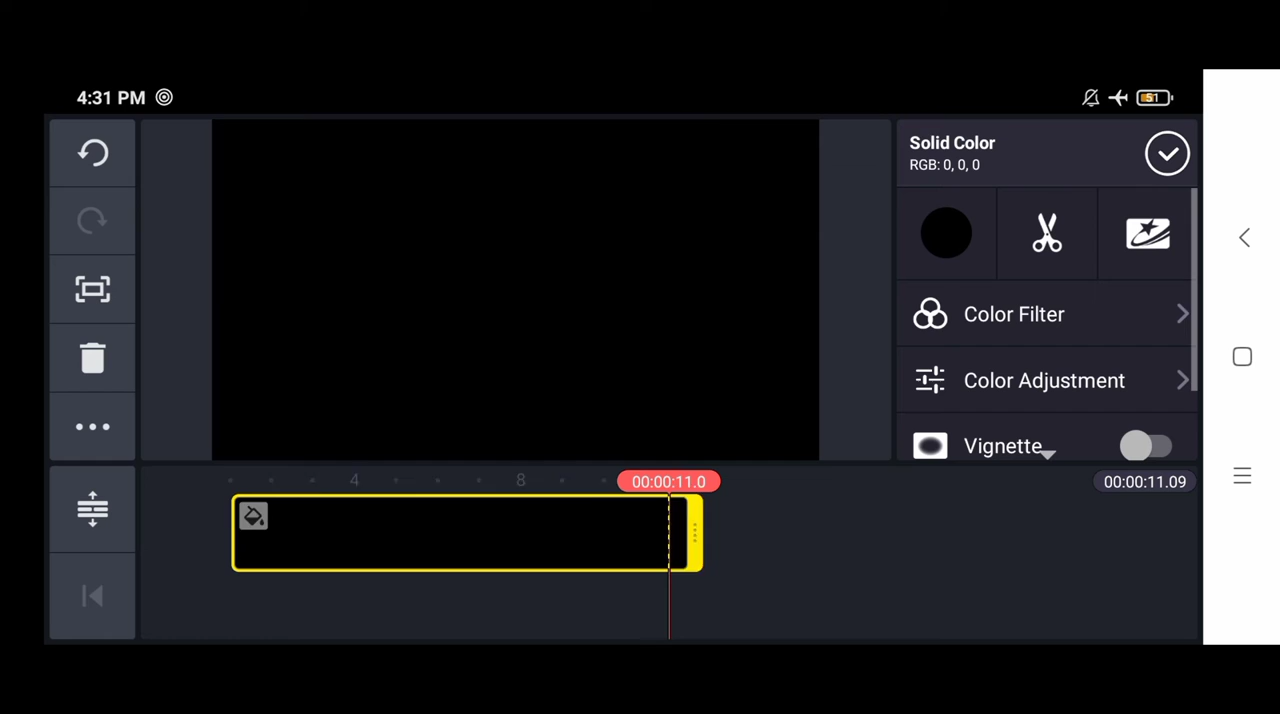 4:31 PM
51
Solid Color
RGB: 0, 0, 0
Color Filter
Color Adjustment
Vignette
4
8
00:00:11.0
00:00:11.09